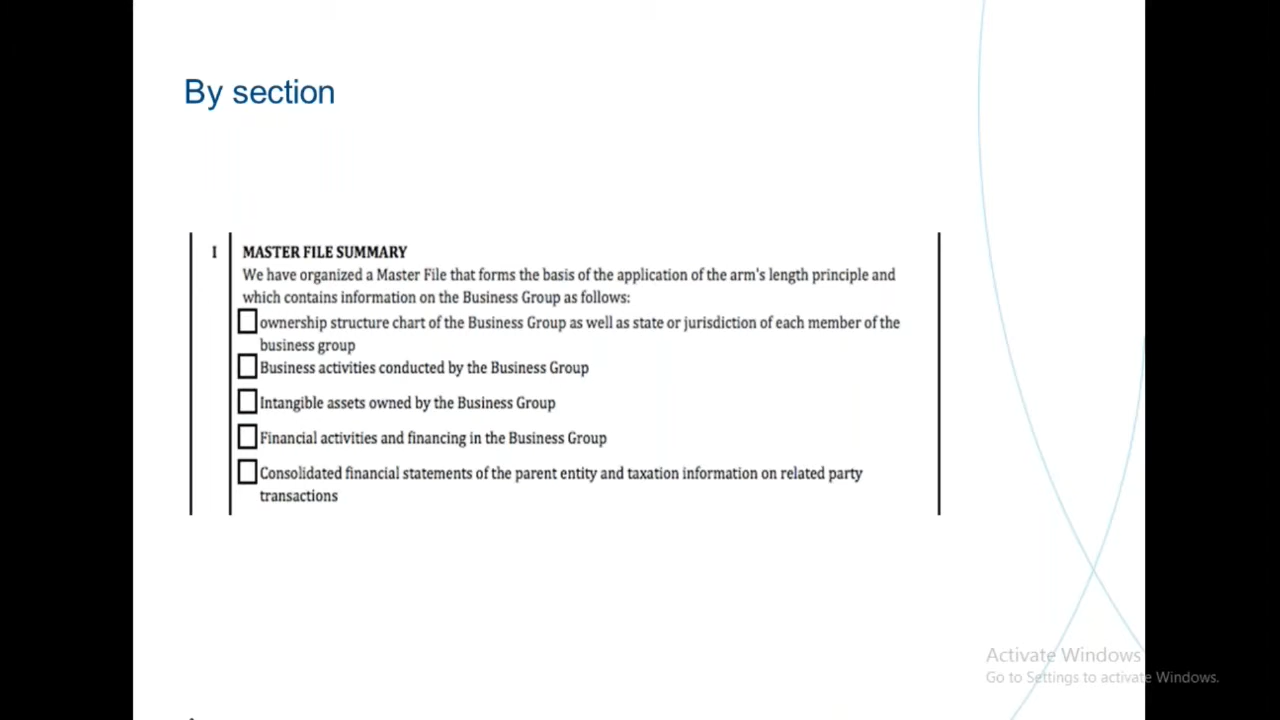 By section
I MASTER FILE SUMMARY
We have organized a Master File that forms the basis of the application of the arm's length principle and
which contains information on the Business Group as follows:
ownership structure chart of the Business Group as well as state or jurisdiction of each member of the
business group
Business activities conducted by the Business Group
Intangible assets owned by the Business Group
Financial activities and financing in the Business Group
Consolidated financial statements of the parent entity and taxation information on related party
transactions
Activate Windows
Go to Settings to activate Windows.